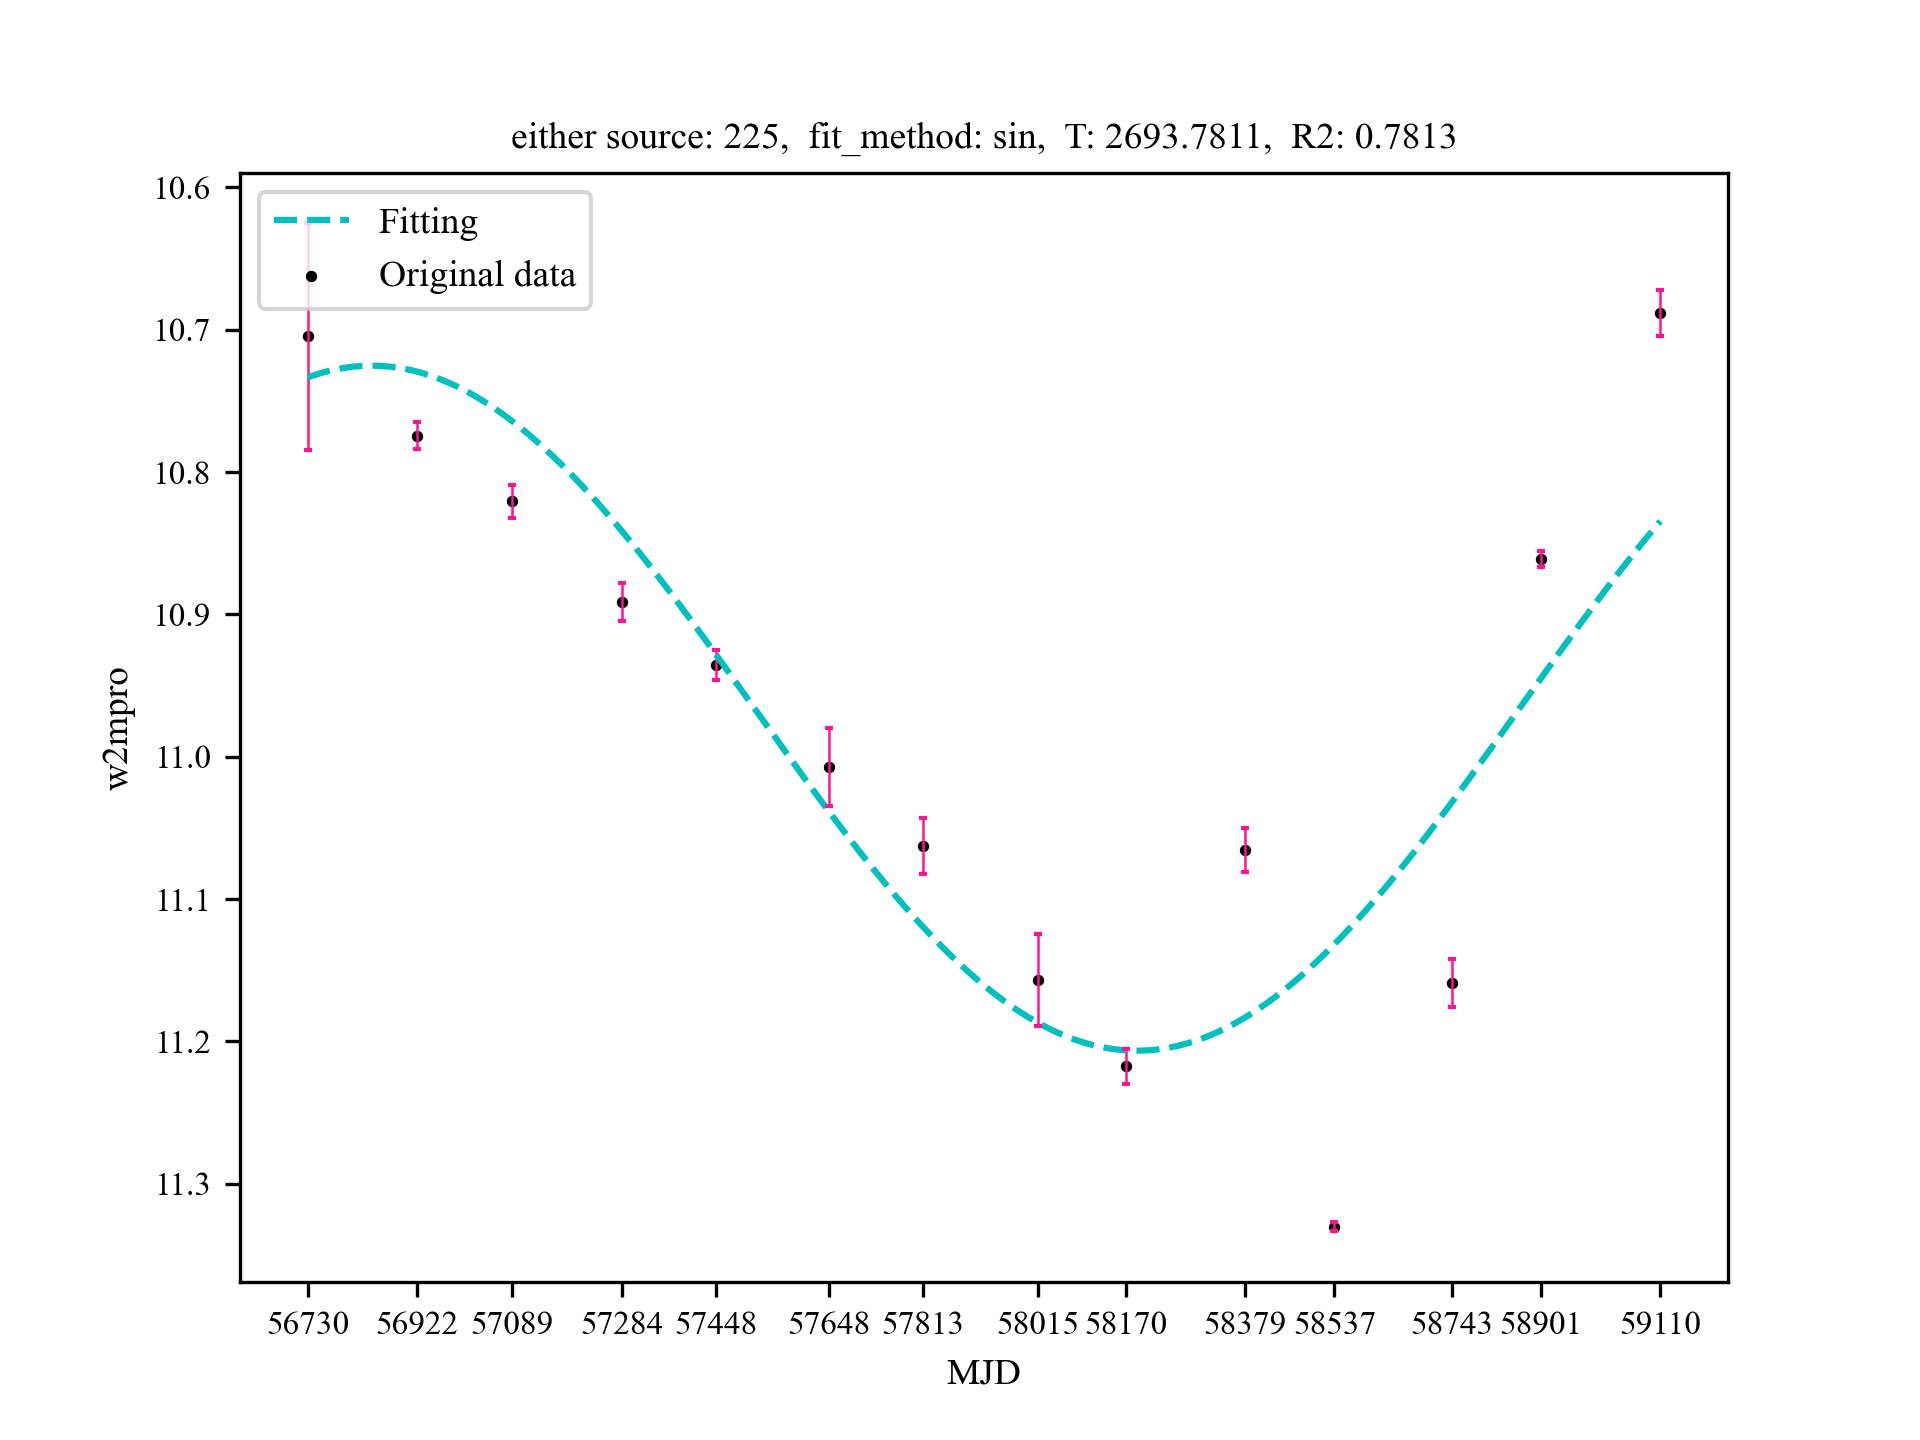 either source: 225,  fit_method: sin,  T: 2693.7811,  R2: 0.7813
Fitting
Original data
10.6
10.7
10.8
10.9
11.0
11.1
11.2
11.3
w2mpro
56730 56922 57089 57284 57448 57648 57813 58015 58170 58379 58537 58743 58901 59110
MJD